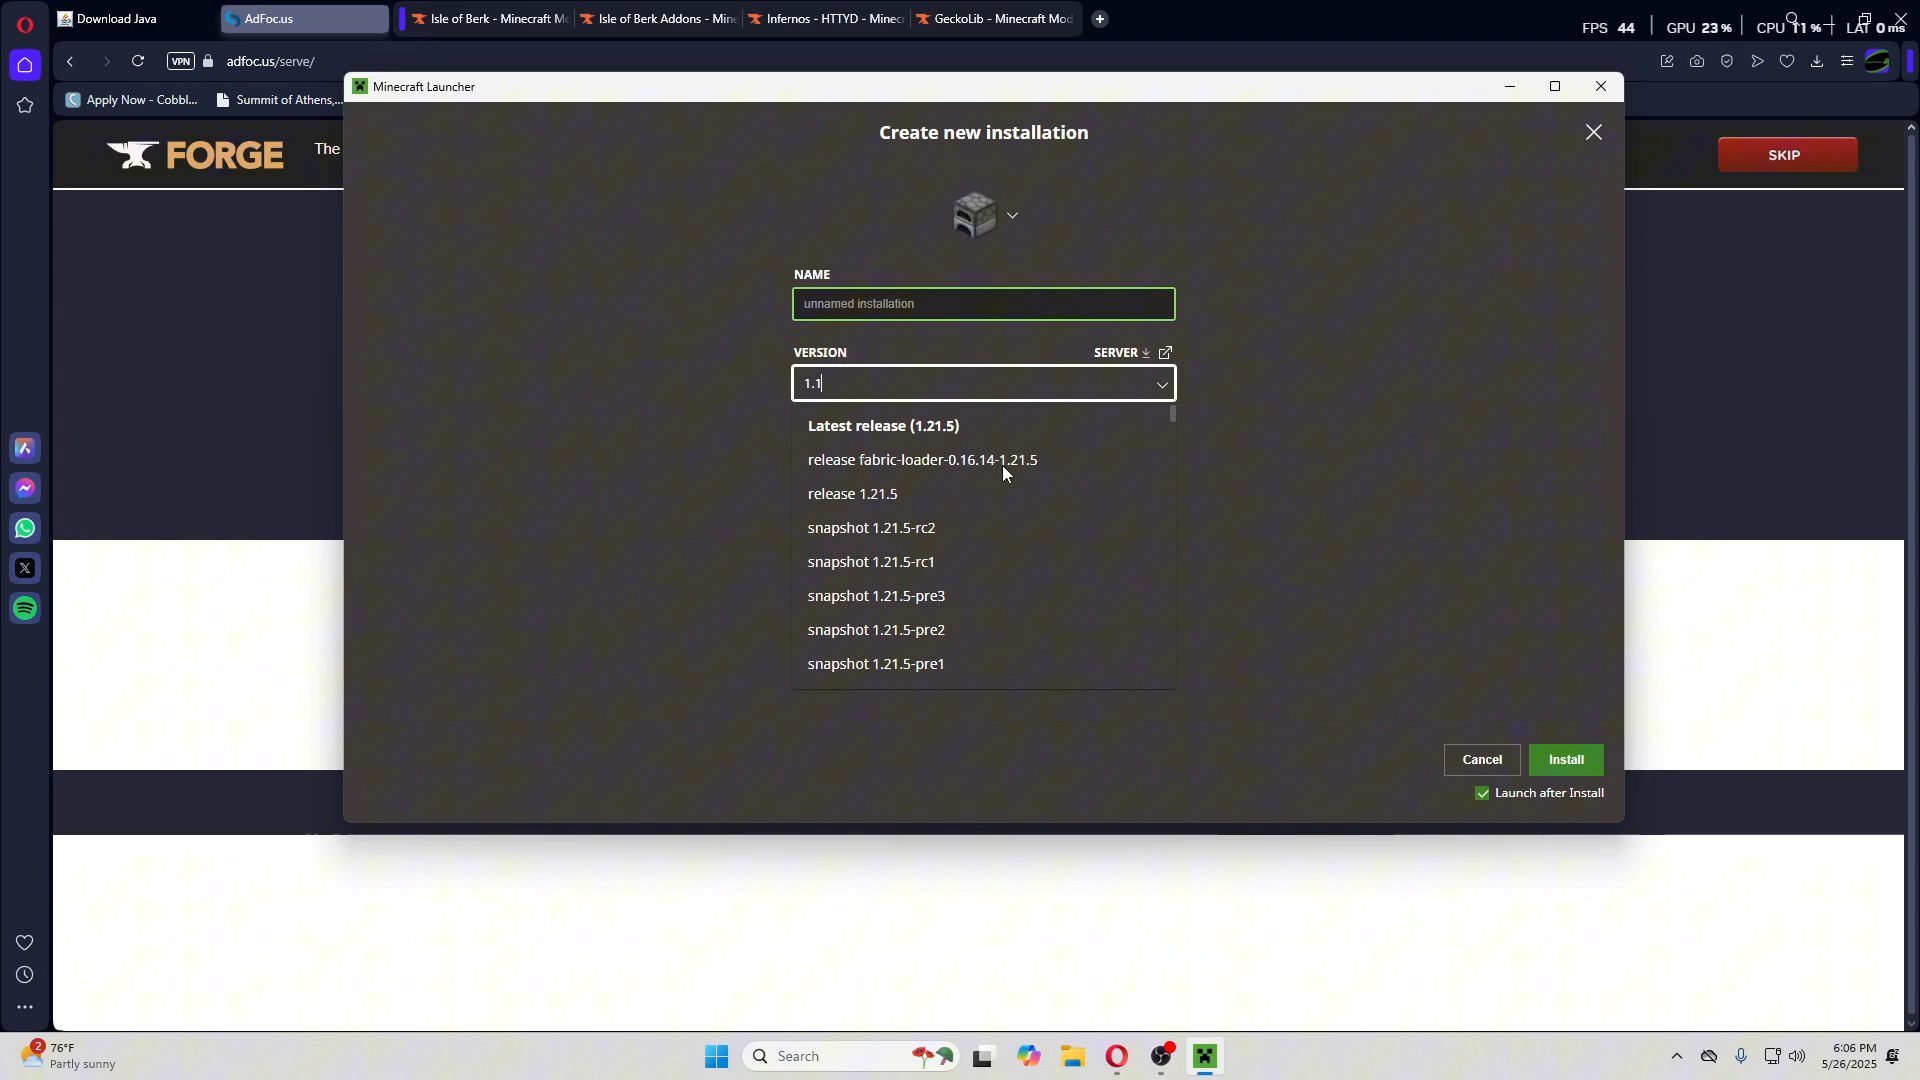 Download Java
AdFoc.us
Isle of Berk - Minecraft Mo
Isle of Berk Addons - Mine
Infernos - HTTYD - Minecr
GeckoLib - Minecraft Mod
FPS 44
GPU 23%
CPU 11%
LAT 0 ms
VPN
adfoc.us/serve/
Apply Now - Cobbl...
Summit of Athens,...
Minecraft Launcher
FORGE
The
SKIP
Create new installation
NAME
unnamed installation
VERSION
SERVER
1.1
Latest release (1.21.5)
release fabric-loader-0.16.14-1.21.5
release 1.21.5
snapshot 1.21.5-rc2
snapshot 1.21.5-rc1
snapshot 1.21.5-pre3
snapshot 1.21.5-pre2
snapshot 1.21.5-pre1
Cancel
Install
Launch after Install
2
76°F
Partly sunny
Search
6:06 PM
5/26/2025